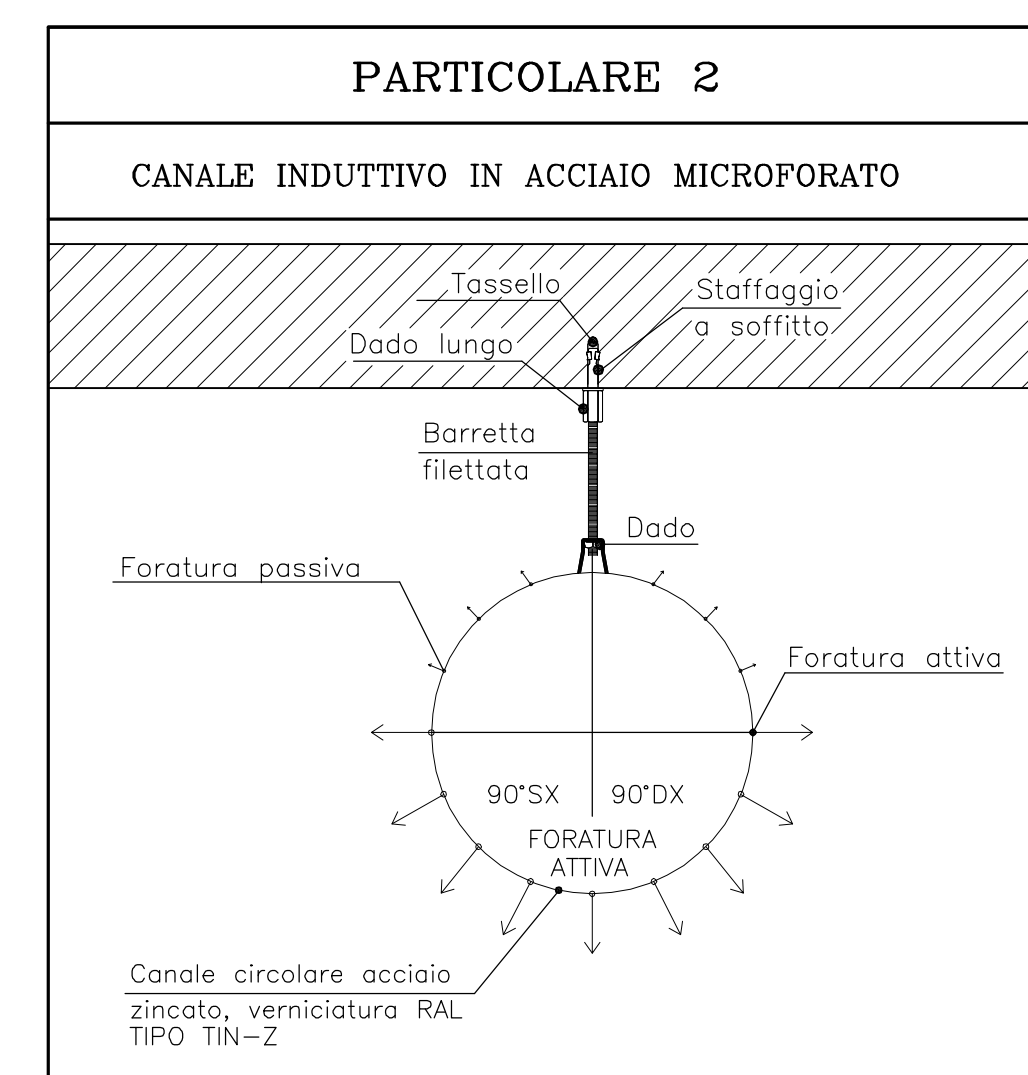 PARTICOLARE 2
CANALE INDUTTIVO IN ACCIAIO MICROFORATO
Tassello
Staffaggio
a soffitto
Dado lungo
Barretta
filettata
Dado
Foratura passiva
Foratura attiva
90°SX
90°DX
FORATURA
ATTIVA
Canale circolare acciaio
zincato, verniciatura RAL
TIPO TIN-Z